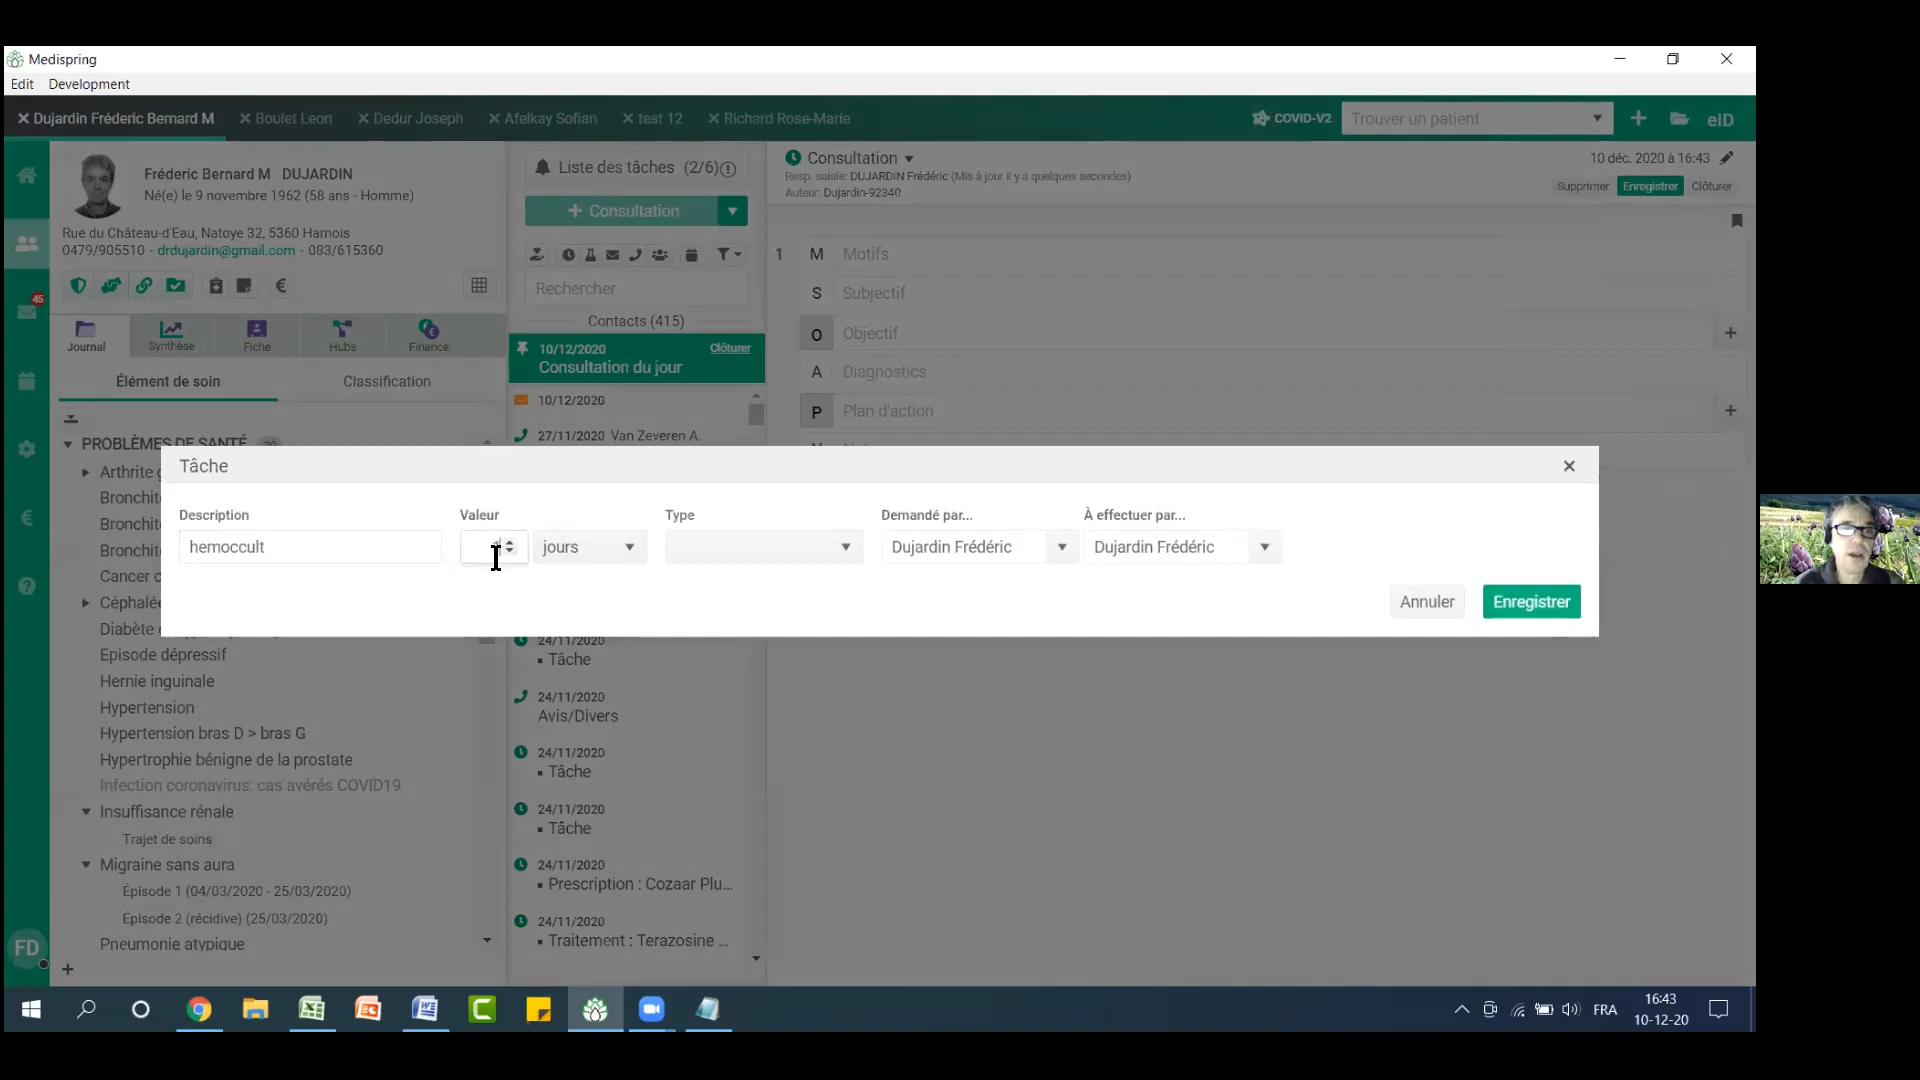 Medispring
Edit Development
Dujardin Fréderic Bernard M
Boulet Leon
Dedur Joseph
Afelkay Sofian
test 12
Richard Rose-Marie
COVID-V2
Trouver un patient
eID
Fréderic Bernard M DUJARDIN
Né(e) le 9 novembre 1962 (58 ans - Homme)
Rue du Château-d'Eau, Natoye 32, 5360 Hamois
0479/905510 - drdujardin@gmail.com - 083/615360
45
Journal
Synthèse
Fiche
Hubs
Finance
Élément de soin
Classification
PROBLÈMES DE SANTÉ
Arthrite
Bronchit
Bronchit
Bronchit
Cancer
Céphalé
Diabète
Episode dépressif
Hernie inguinale
Hypertension
Hypertension bras D > bras G
Hypertrophie bénigne de la prostate
Infection coronavirus: cas avérés COVID19
Insuffisance rénale
Trajet de soins
Migraine sans aura
Épisode 1 (04/03/2020 - 25/03/2020)
Épisode 2 (récidive) (25/03/2020)
Pneumonie atypique
FD
Liste des tâches (2/6)
+ Consultation
Rechercher
Contacts (415)
10/12/2020
Clôturer
Consultation du jour
10/12/2020
27/11/2020 Van Zeveren A.
24/11/2020
Tâche
24/11/2020
Avis/Divers
24/11/2020
Tâche
24/11/2020
Tâche
24/11/2020
Prescription : Cozaar Plu...
24/11/2020
Traitement : Terazosine ...
Consultation
10 déc. 2020 à 16:43
Resp. saisie: DUJARDIN Frédéric (Mis à jour il y a quelques secondes)
Auteur: Dujardin-92340
Supprimer
Enregistrer
Clôturer
1
M Motifs
S Subjectif
O Objectif
A Diagnostics
P Plan d'action
Tâche
Description
Valeur
Type
Demandé par...
À effectuer par...
hemoccult
jours
Dujardin Frédéric
Dujardin Frédéric
Annuler
Enregistrer
FRA
16:43
10-12-20